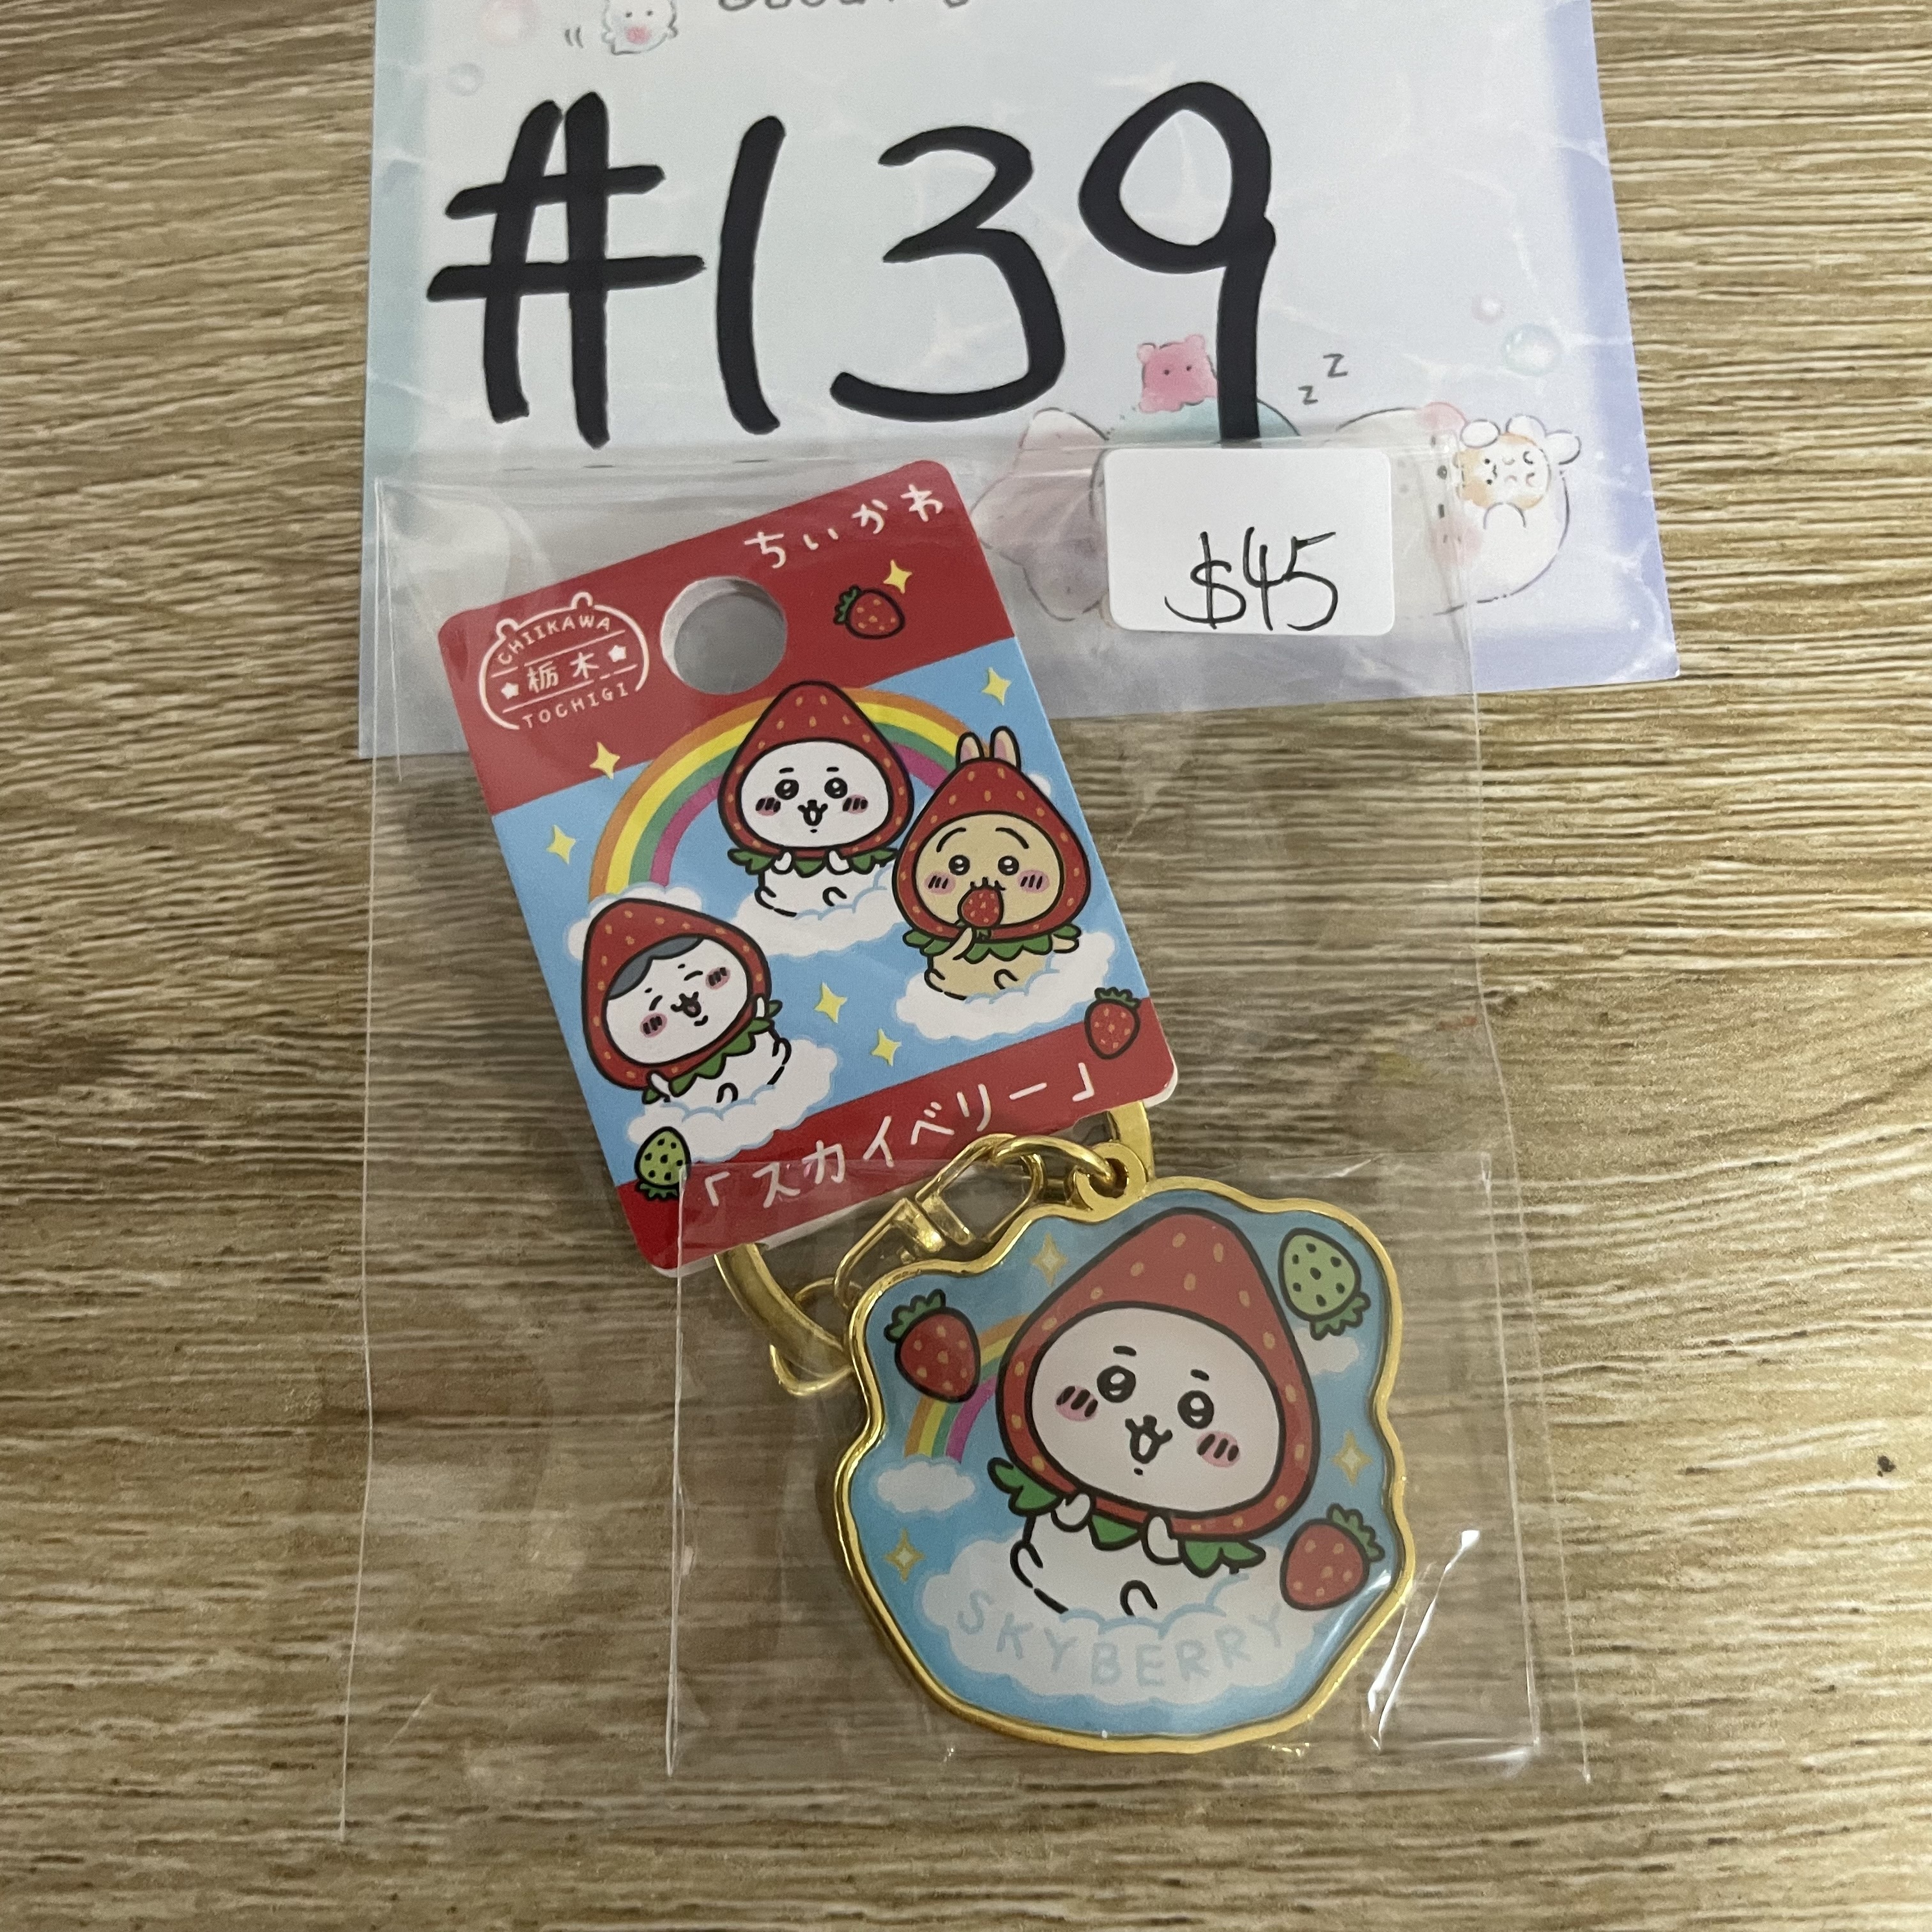 #139
$45
ちいかわ
CHIIKAWA
栃木
TOCHIGI
「スカイベリー」
SKYBERRY